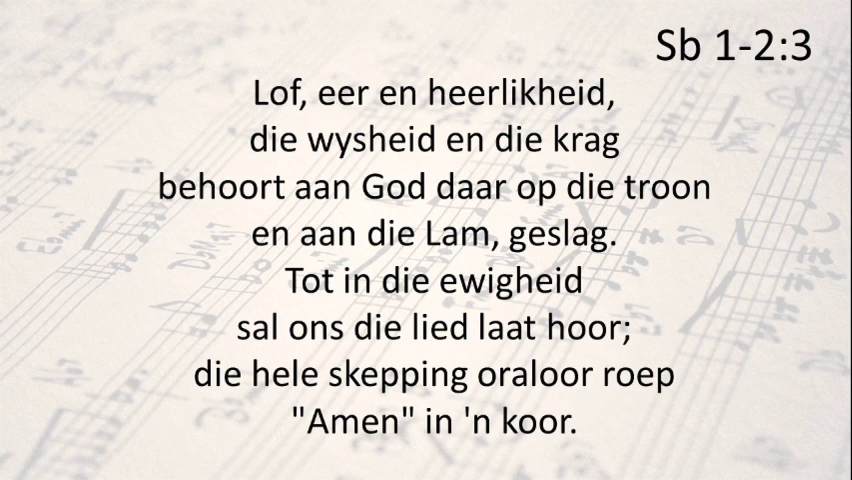 Sb 1-2:3
Lof, eer en heerlikheid,
die wysheid en die krag
behoort aan God daar op die troon
en aan die Lam, geslag.
Tot in die ewigheid
sal ons die lied laat hoor;
die hele skepping oraloor roep
"Amen" in 'n koor.